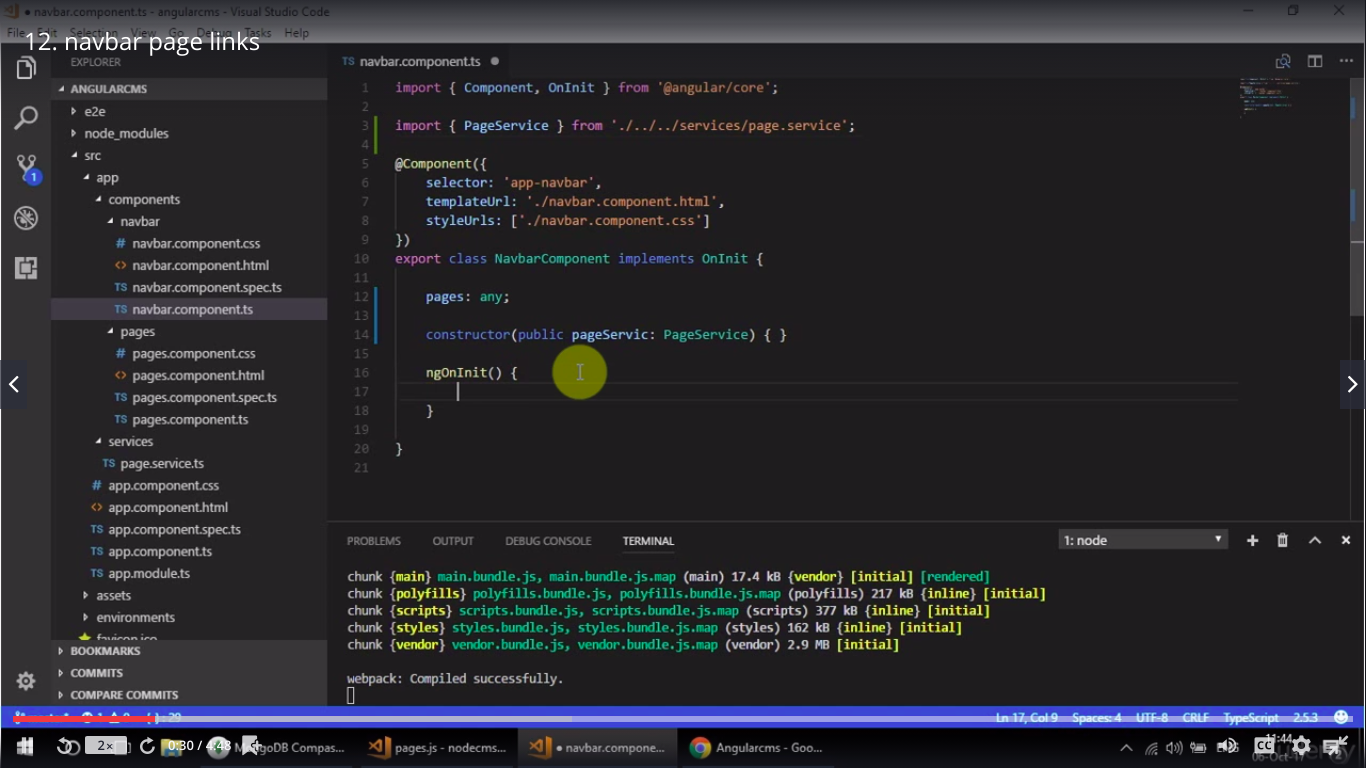 navbar.component.ts - angularcms - Visual Studio Code
File Edit Selection View Go Debug Tasks Help
12. navbar page links
EXPLORER
ANGULARCMS
e2e
node_modules
src
app
components
navbar
# navbar.component.css
<> navbar.component.html
TS navbar.component.spec.ts
TS navbar.component.ts
pages
# pages.component.css
<> pages.component.html
TS pages.component.spec.ts
TS pages.component.ts
services
TS page.service.ts
# app.component.css
<> app.component.html
TS app.component.spec.ts
TS app.component.ts
TS app.module.ts
assets
environments
favicon.ico
BOOKMARKS
COMMITS
COMPARE COMMITS
1
TS navbar.component.ts
1 import { Component, OnInit } from '@angular/core';
2
3 import { PageService } from './../../services/page.service';
4
5 @Component({
6 selector: 'app-navbar',
7 templateUrl: './navbar.component.html',
8 styleUrls: ['./navbar.component.css']
9 })
10 export class NavbarComponent implements OnInit {
11
12 pages: any;
13
14 constructor(public pageServic: PageService) { }
15
16 ngOnInit() {
17
18 }
19
20 }
21
PROBLEMS OUTPUT DEBUG CONSOLE TERMINAL 1: node
chunk {main} main.bundle.js, main.bundle.js.map (main) 17.4 kB {vendor} [initial] [rendered]
chunk {polyfills} polyfills.bundle.js, polyfills.bundle.js.map (polyfills) 217 kB {inline} [initial]
chunk {scripts} scripts.bundle.js, scripts.bundle.js.map (scripts) 377 kB {inline} [initial]
chunk {styles} styles.bundle.js, styles.bundle.js.map (styles) 162 kB {inline} [initial]
chunk {vendor} vendor.bundle.js, vendor.bundle.js.map (vendor) 2.9 MB [initial]
webpack: Compiled successfully.
Ln 17, Col 9 Spaces: 4 UTF-8 CRLF TypeScript 2.5.3
2x 0:30 / 4:48 MongoDB Compas... pages.js - nodecms... navbar.compone... Angularcms - Goo... CC 11:44
06-Oct-17